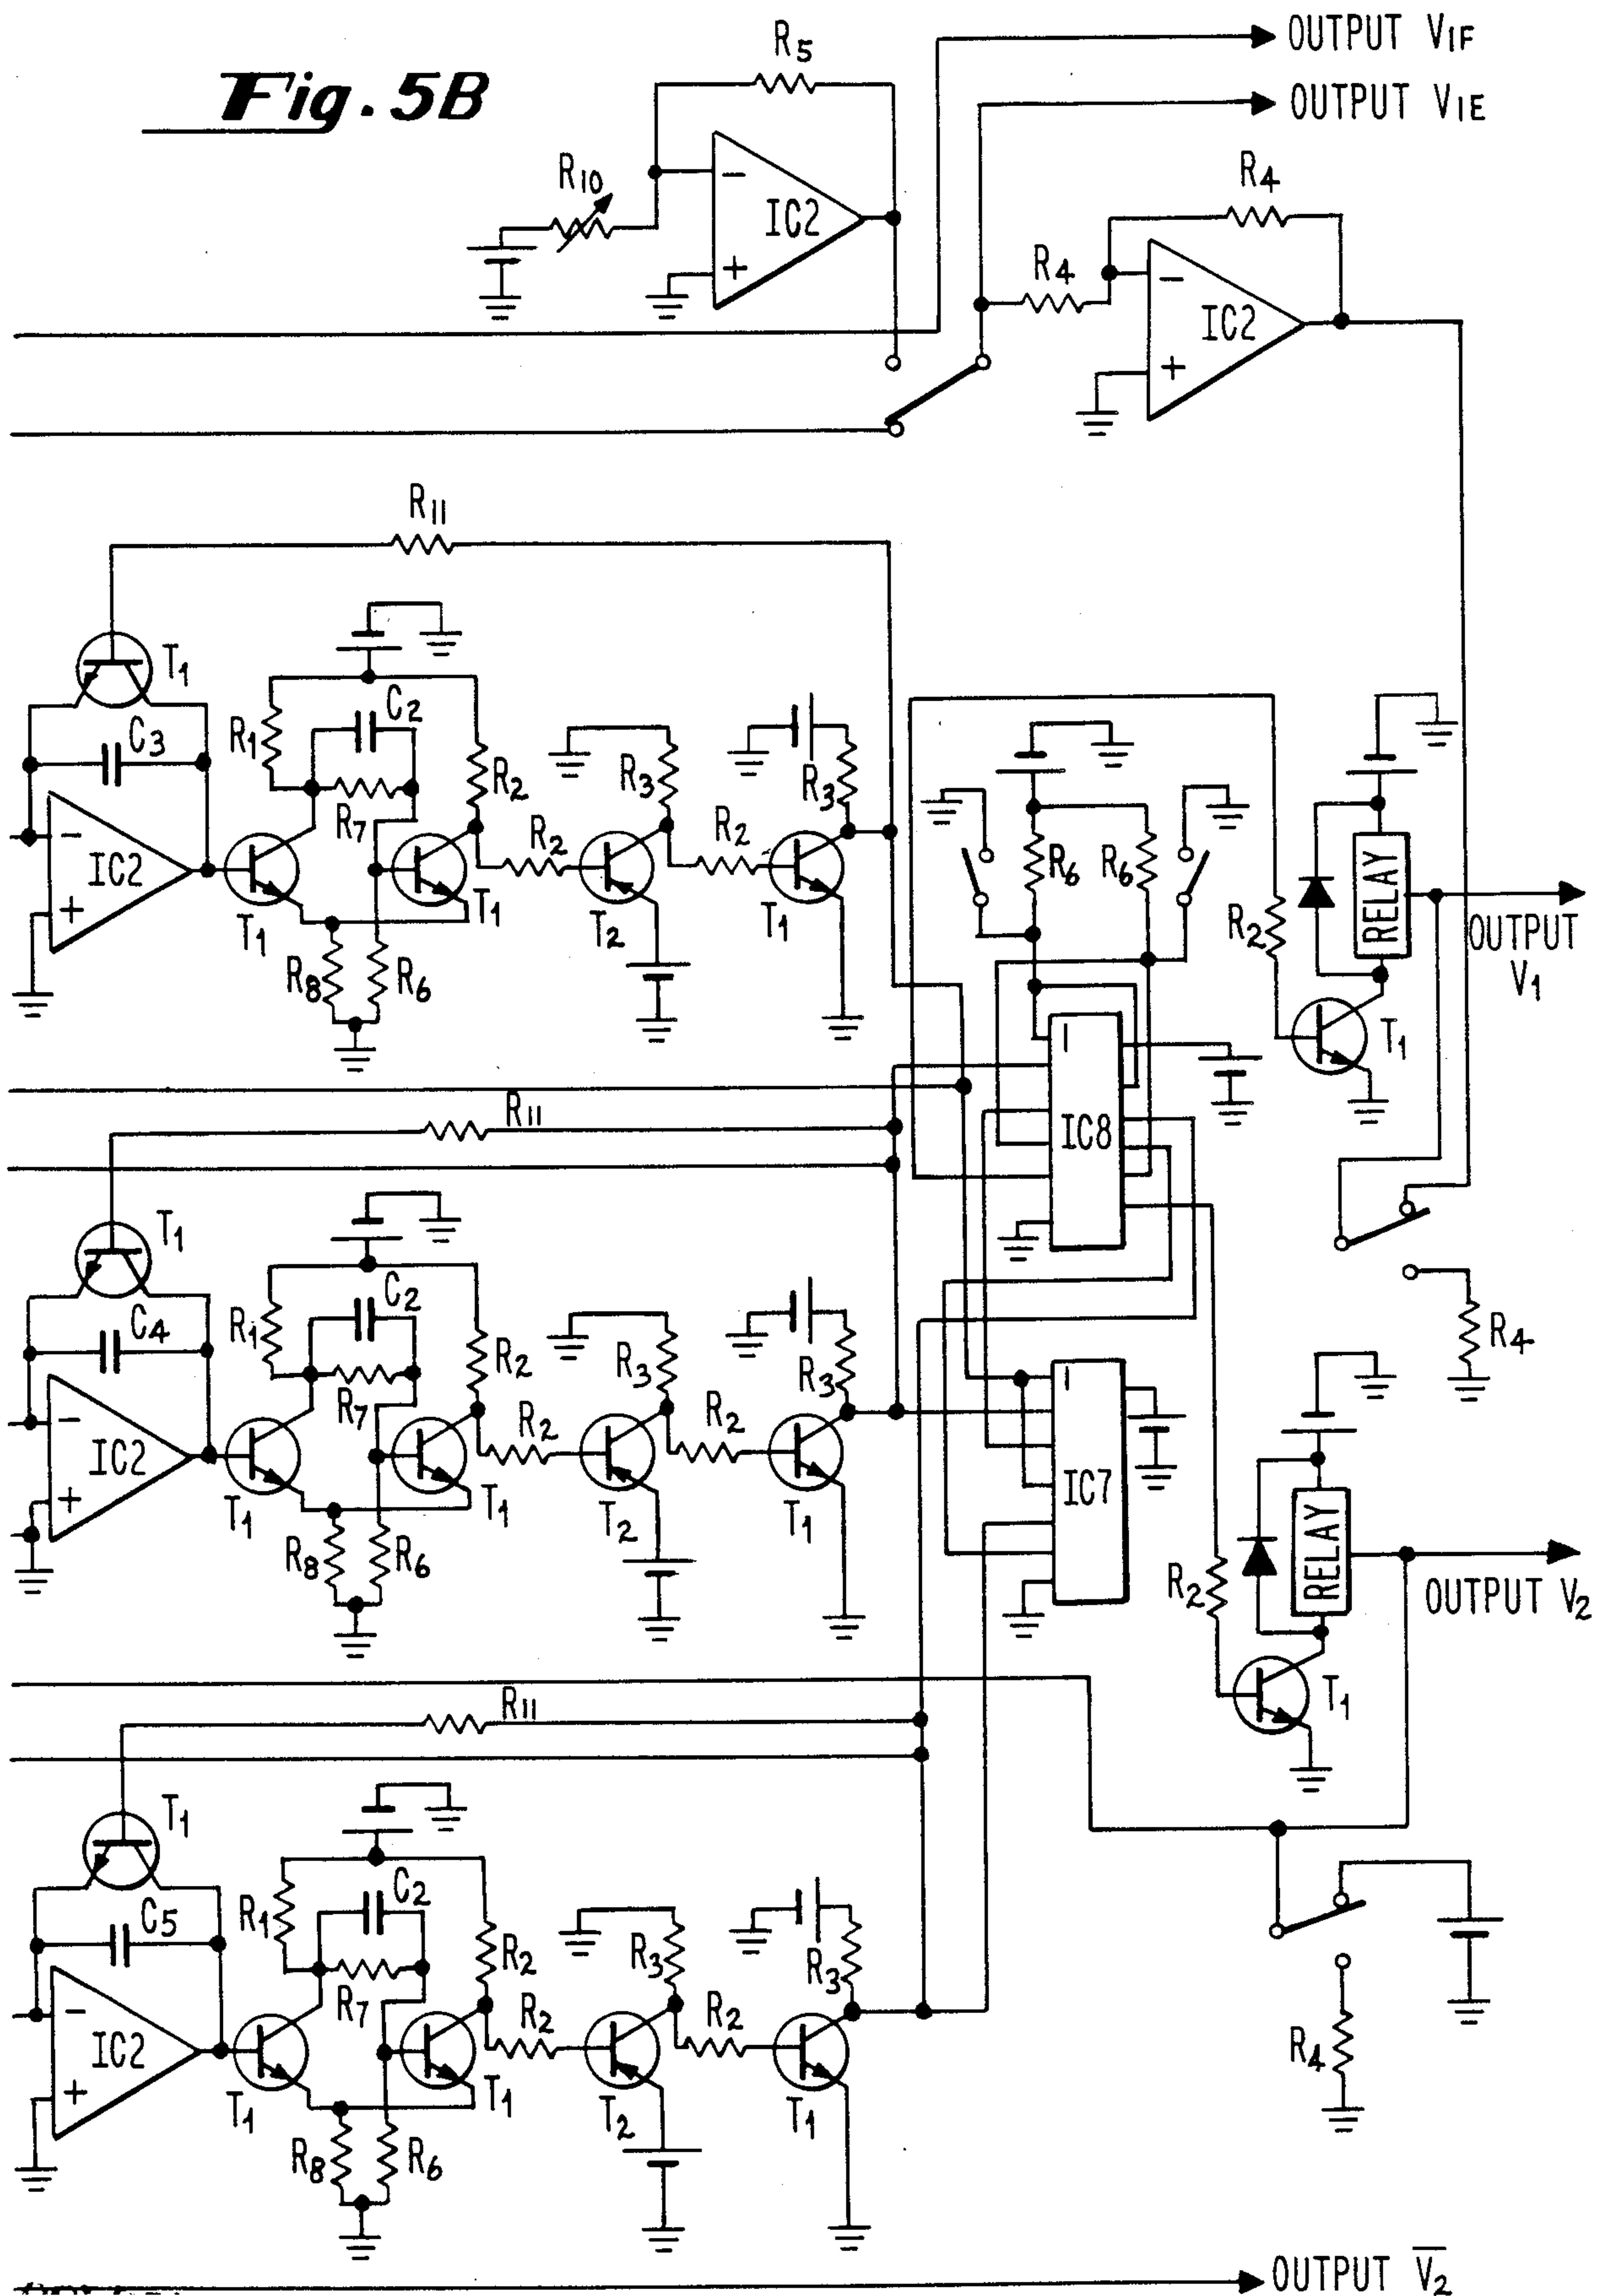 Fig. 5B
OUTPUT V1F
OUTPUT V1E
R5
R10
−
IC2
+
R4
R4
−
IC2
+
R11
T1
C3
R1
C2
R7
R2
R2
R3
R2
R3
−
IC2
+
T1
T1
T2
T1
R8
R6
R6
R6
R2
RELAY
OUTPUT
V1
T1
I
IC8
R11
T1
C4
R1
C2
R7
R2
R2
R3
R2
R3
−
IC2
+
T1
T1
T2
T1
R8
R6
R4
I
IC7
R2
RELAY
OUTPUT V2
T1
R11
T1
C5
R1
C2
R7
R2
R2
R3
R2
R3
−
IC2
+
T1
T1
T2
T1
R8
R6
R4
OUTPUT V̅2